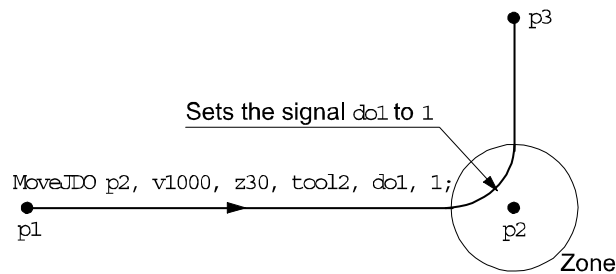 p3
Sets the signal do1 to 1
MoveJDO p2, v1000, z30, tool2, do1, 1;
p1
p2
Zone